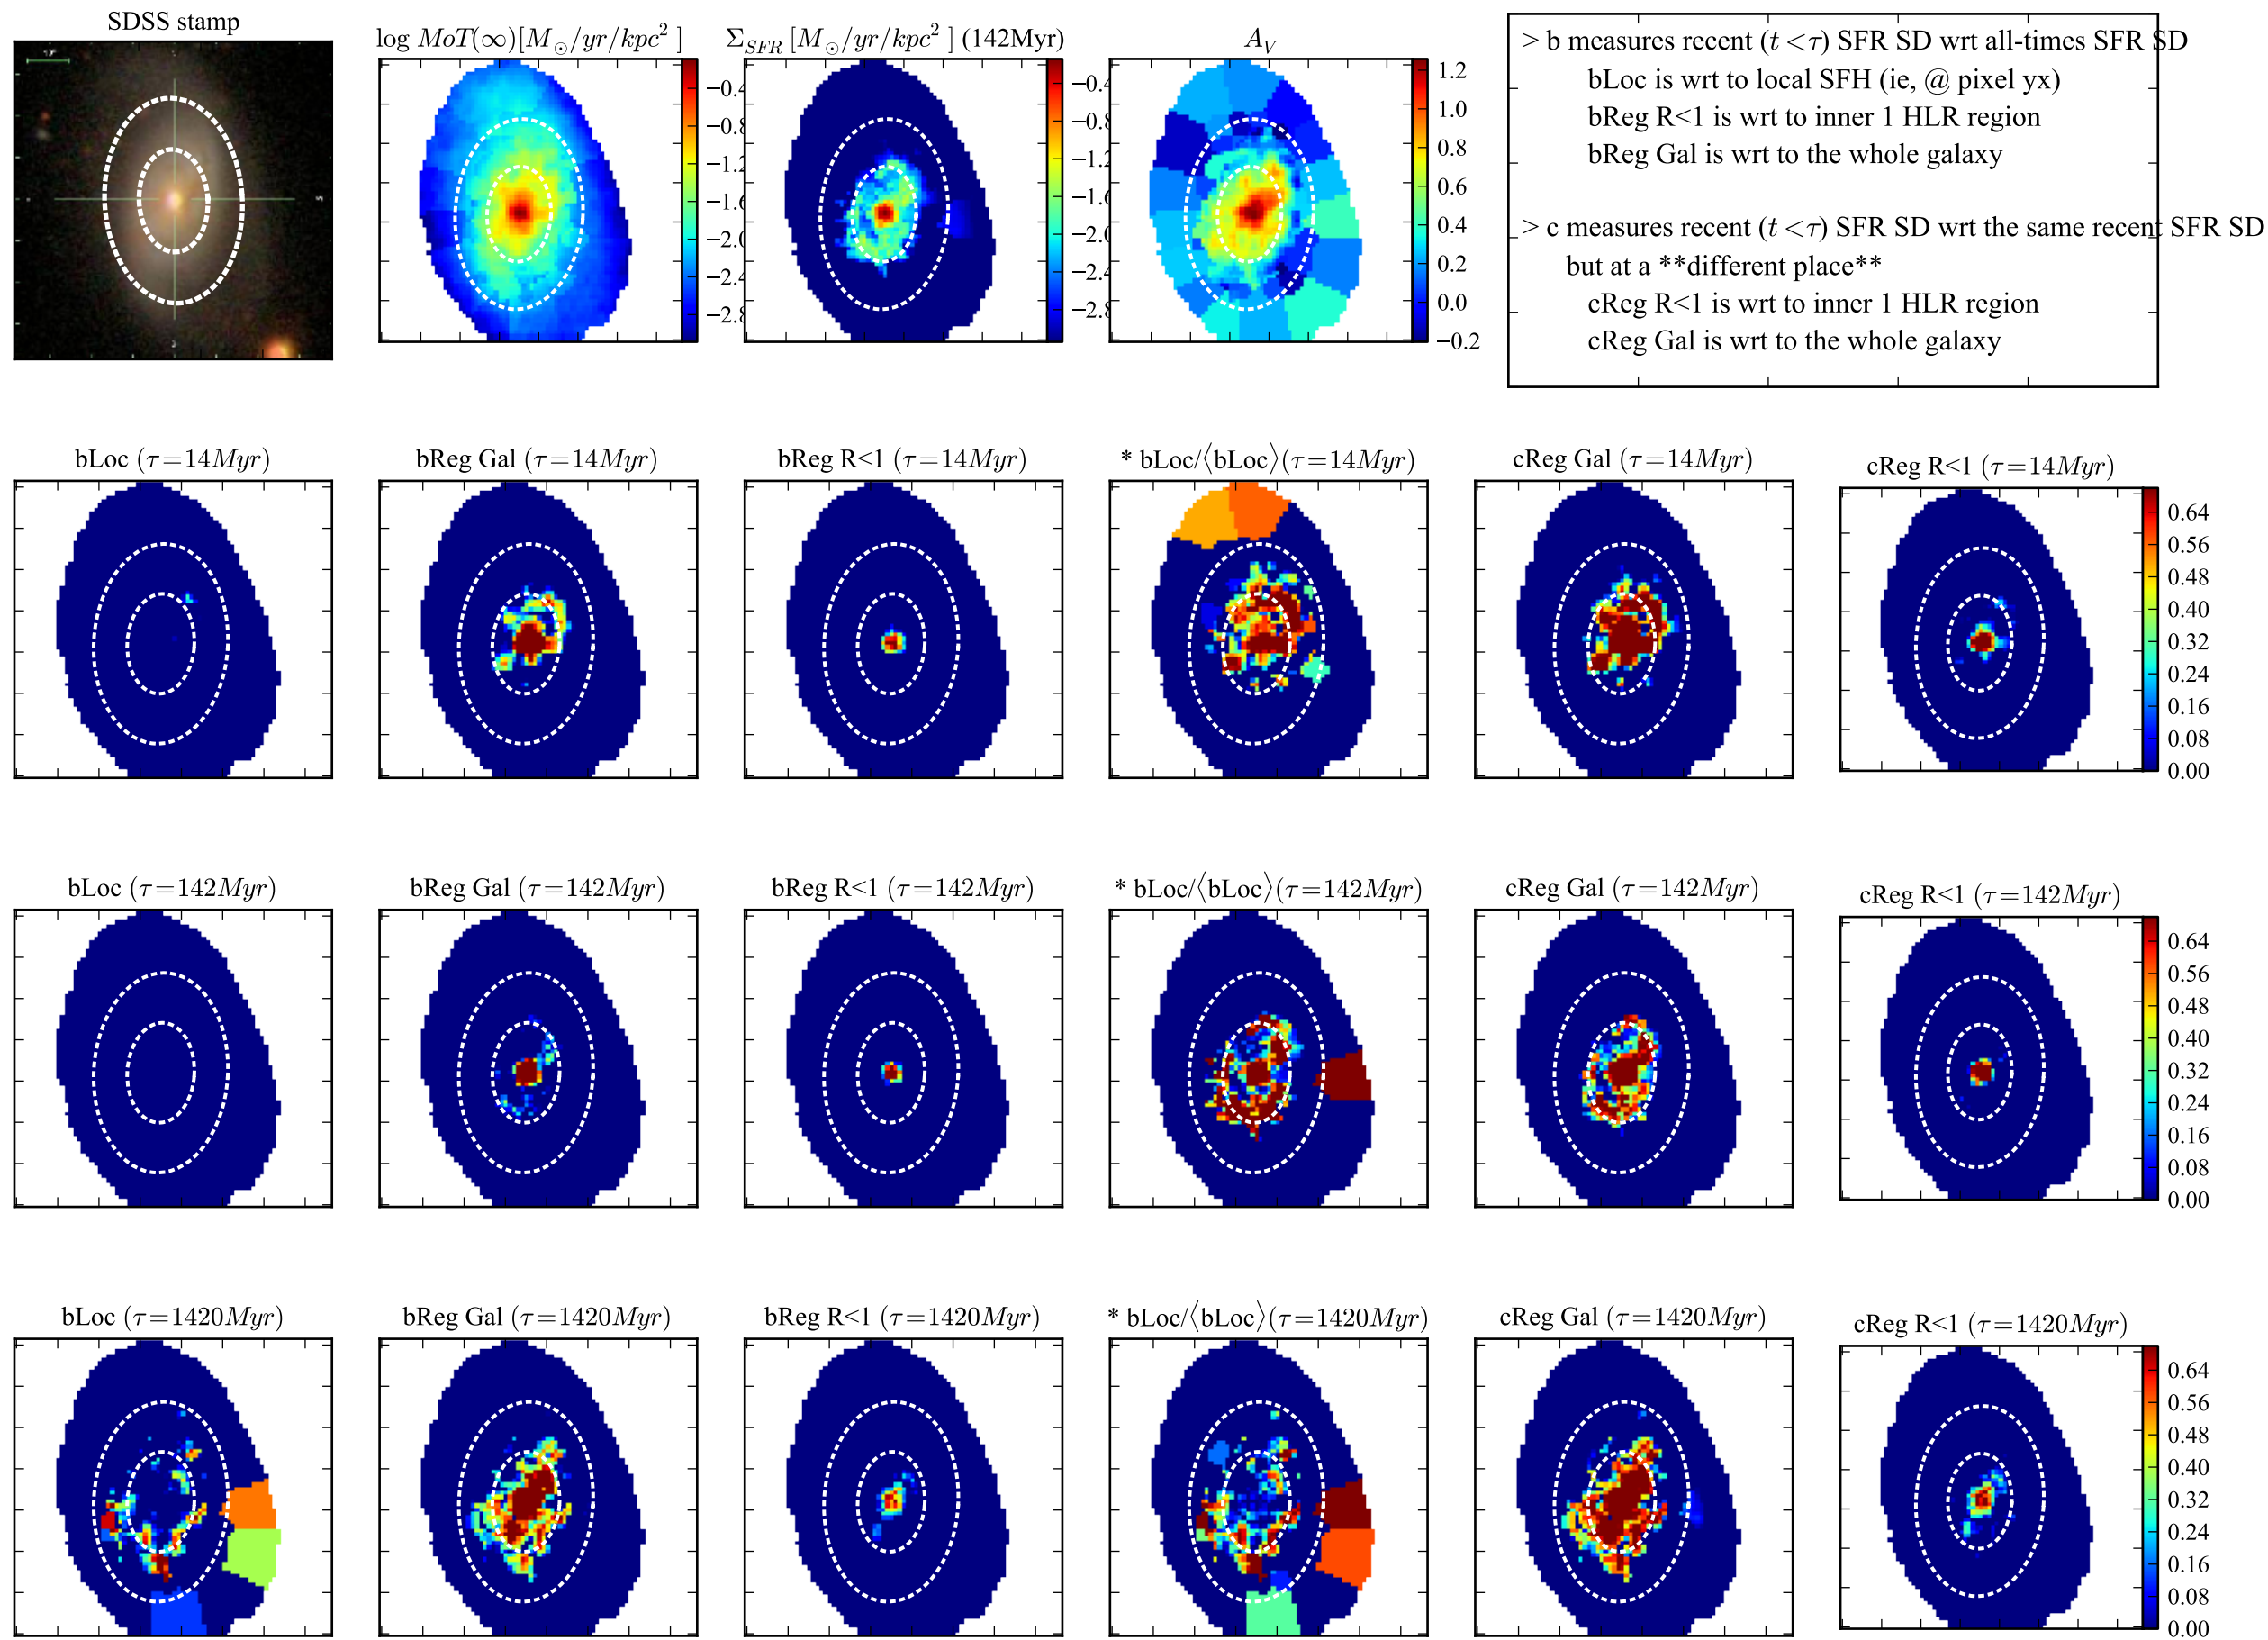 SDSS stamp
log MoT(∞)[M⊙/yr/kpc² ]
Σ_SFR [M⊙/yr/kpc² ] (142Myr)
A_V
−0.4
−0.8
−1.2
−1.6
−2.0
−2.4
−2.8
−0.
−0.
−1.
−1.
−2.
−2.
−2.
1.2
1.0
0.8
0.6
0.4
0.2
0.0
−0.2
> b measures recent (t <τ) SFR SD wrt all-times SFR SD
bLoc is wrt to local SFH (ie, @ pixel yx)
bReg R<1 is wrt to inner 1 HLR region
bReg Gal is wrt to the whole galaxy
> c measures recent (t <τ) SFR SD wrt the same recent SFR SD
but at a **different place**
cReg R<1 is wrt to inner 1 HLR region
cReg Gal is wrt to the whole galaxy
bLoc (τ=14Myr)
bReg Gal (τ=14Myr)
bReg R<1 (τ=14Myr)
* bLoc/⟨bLoc⟩(τ=14Myr)
cReg Gal (τ=14Myr)
cReg R<1 (τ=14Myr)
0.64
0.56
0.48
0.40
0.32
0.24
0.16
0.08
0.00
bLoc (τ=142Myr)
bReg Gal (τ=142Myr)
bReg R<1 (τ=142Myr)
* bLoc/⟨bLoc⟩(τ=142Myr)
cReg Gal (τ=142Myr)
cReg R<1 (τ=142Myr)
0.64
0.56
0.48
0.40
0.32
0.24
0.16
0.08
0.00
bLoc (τ=1420Myr)
bReg Gal (τ=1420Myr)
bReg R<1 (τ=1420Myr)
* bLoc/⟨bLoc⟩(τ=1420Myr)
cReg Gal (τ=1420Myr)
cReg R<1 (τ=1420Myr)
0.64
0.56
0.48
0.40
0.32
0.24
0.16
0.08
0.00